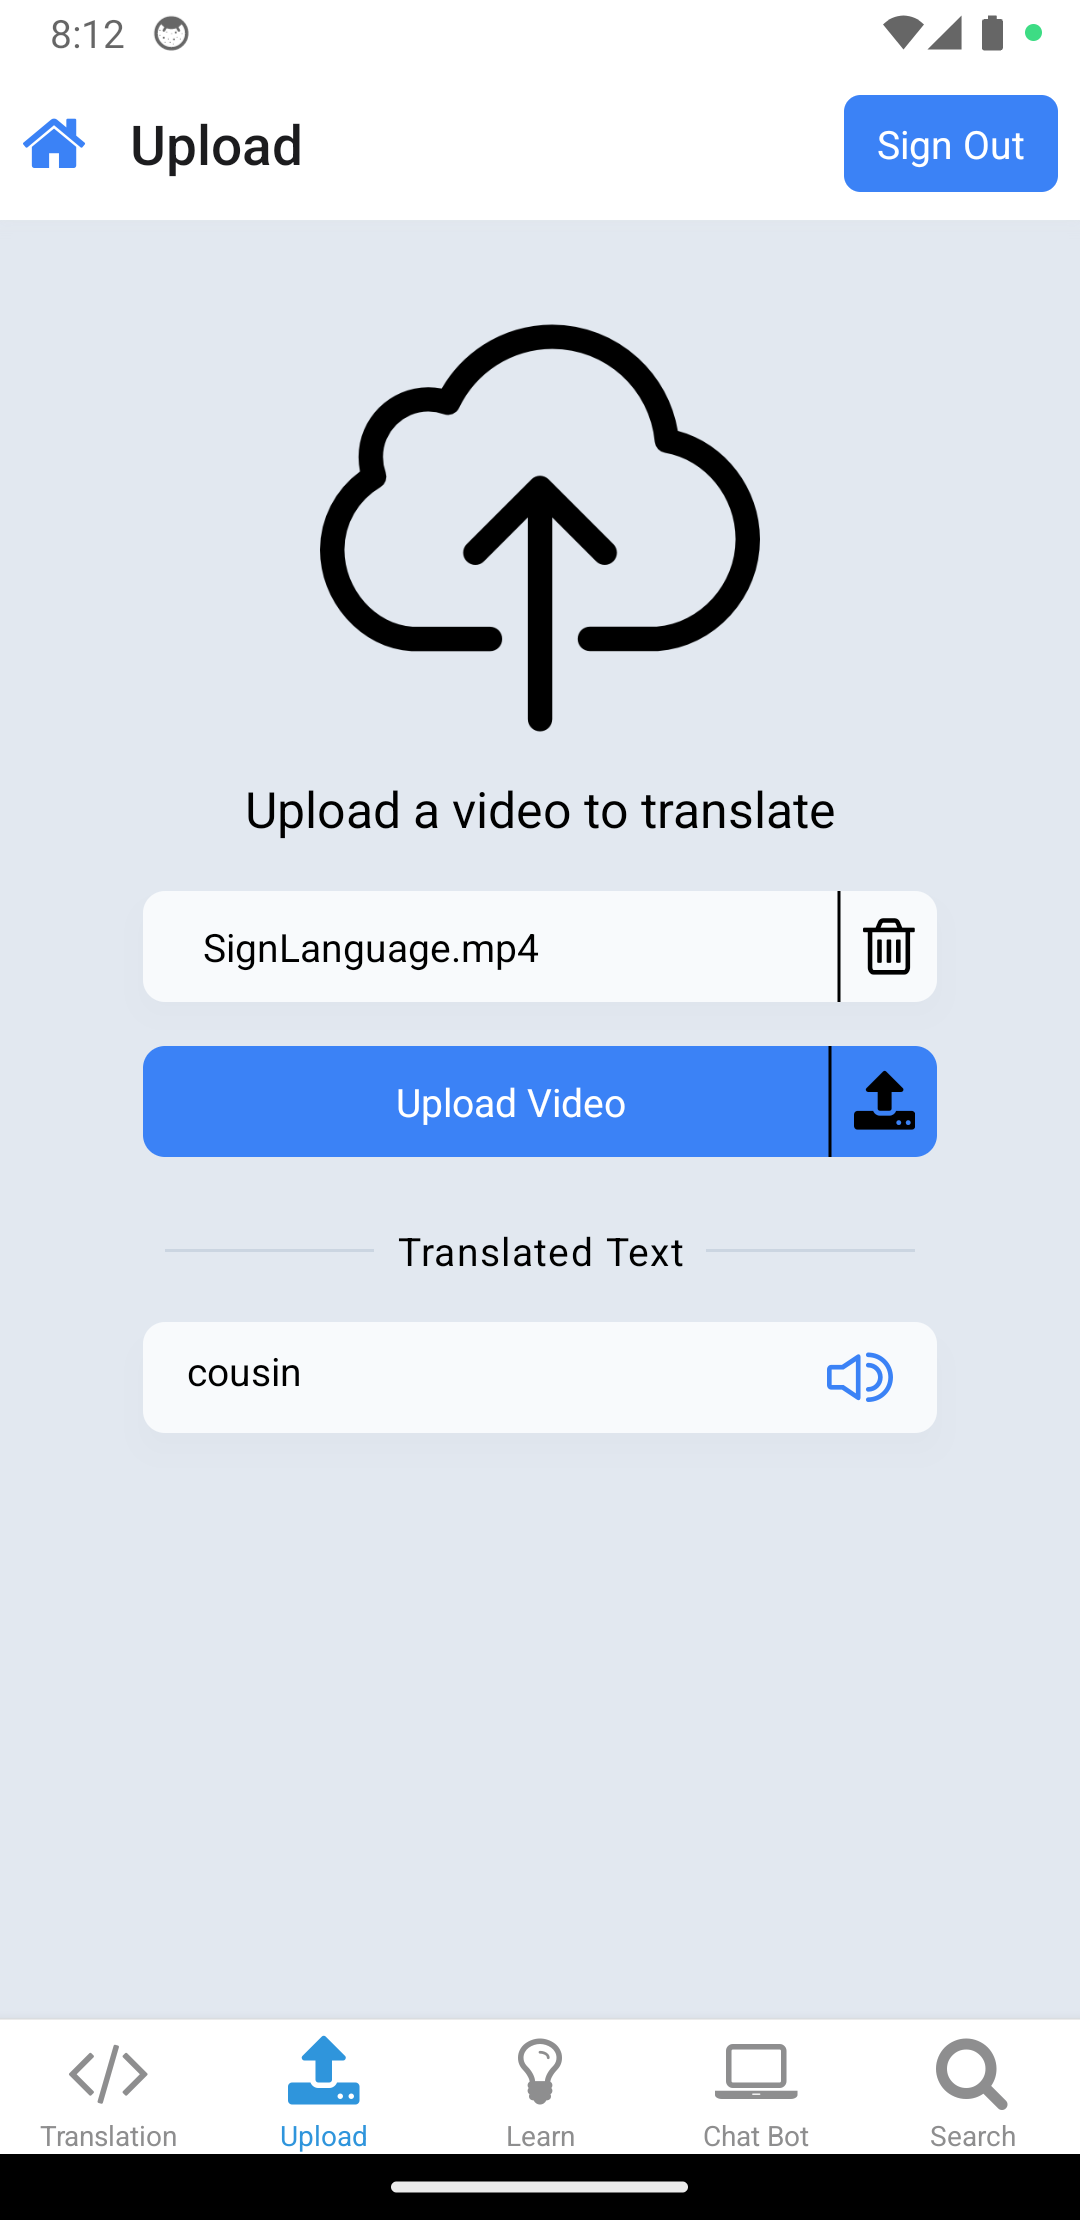 8:12
Upload
Sign Out
Upload a video to translate
SignLanguage.mp4
Upload Video
Translated Text
cousin
Translation
Upload
Learn
Chat Bot
Search